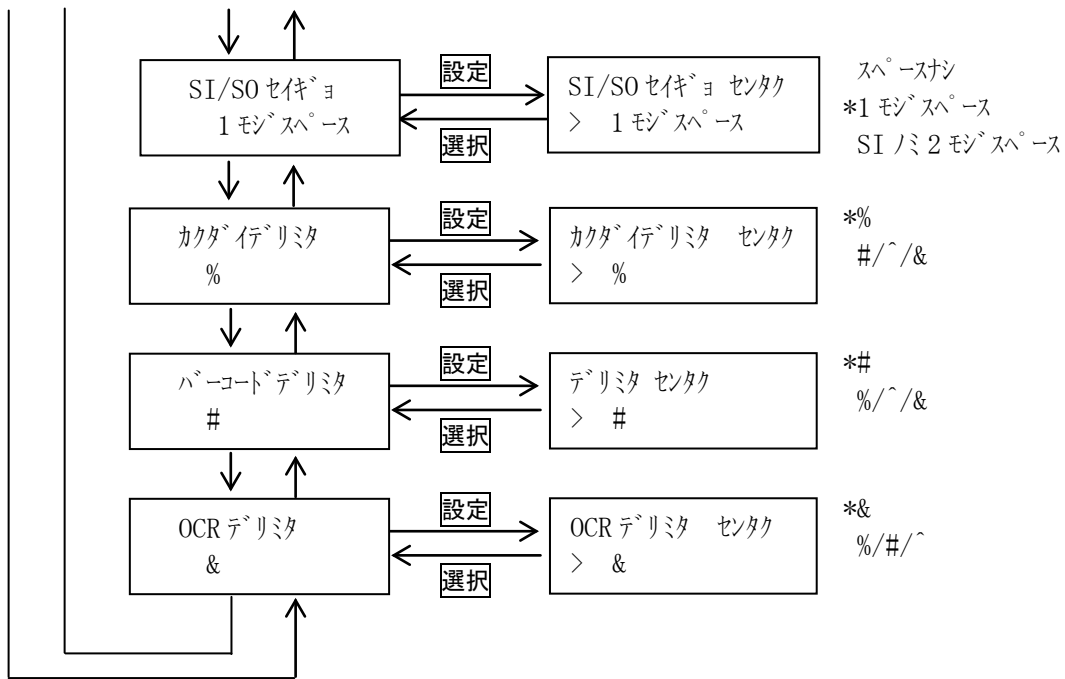 設定
SI/SO ｾｲｷﾞｮ
1 ﾓｼﾞｽﾍﾟｰｽ
選択
SI/SO ｾｲｷﾞｮ ｾﾝﾀｸ
> 1 ﾓｼﾞｽﾍﾟｰｽ
ｽﾍﾟｰｽﾅｼ
*1 ﾓｼﾞｽﾍﾟｰｽ
SI ﾉﾐ 2 ﾓｼﾞｽﾍﾟｰｽ
設定
ｶｸﾀﾞｲﾃﾞﾘﾐﾀ
%
選択
ｶｸﾀﾞｲﾃﾞﾘﾐﾀ ｾﾝﾀｸ
> %
*%
#/^/&
設定
ﾊﾞｰｺｰﾄﾞﾃﾞﾘﾐﾀ
#
選択
ﾃﾞﾘﾐﾀ ｾﾝﾀｸ
> #
*#
%/^/&
設定
OCR ﾃﾞﾘﾐﾀ
&
選択
OCR ﾃﾞﾘﾐﾀ ｾﾝﾀｸ
> &
*&
%/#/^